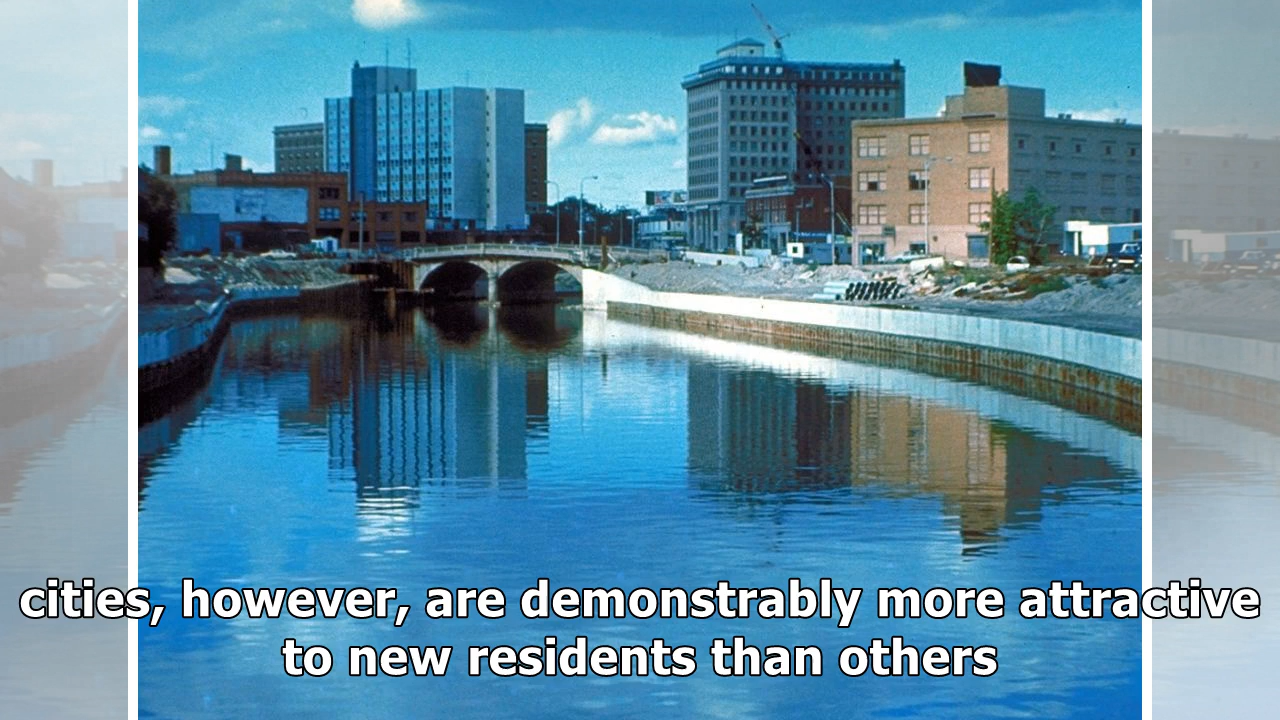 cities, however, are demonstrably more attractive
to new residents than others